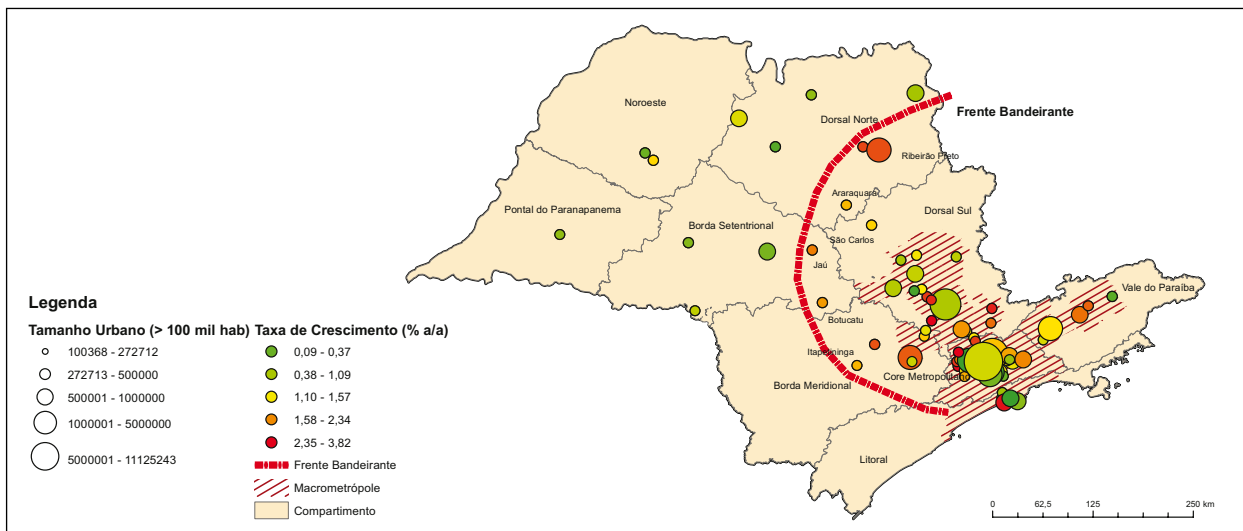 Noroeste
Dorsal Norte
Frente Bandeirante
Ribeirão Preto
Pontal do Paranapanema
Araraquara
Borda Setentrional
Dorsal Sul
São Carlos
Jaú
Vale do Paraíba
Botucatu
Itapetininga
Core Metropolitano
Borda Meridional
Litoral
Legenda
Tamanho Urbano (> 100 mil hab) Taxa de Crescimento (% a/a)
100368 - 272712 0,09 - 0,37
272713 - 500000 0,38 - 1,09
500001 - 1000000 1,10 - 1,57
1000001 - 5000000 1,58 - 2,34
5000001 - 11125243 2,35 - 3,82
Frente Bandeirante
Macrometrópole
Compartimento
0 62,5 125 250 km